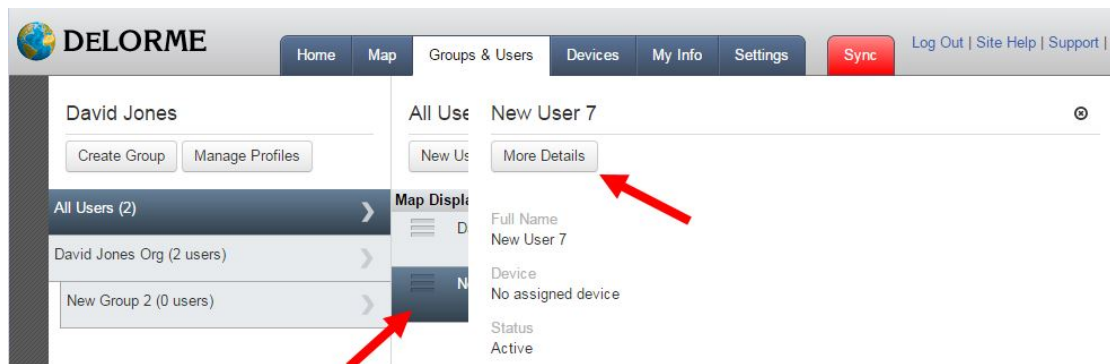 DELORME
Home Map Groups & Users Devices My Info Settings Sync Log Out | Site Help | Support |
David Jones
Create Group Manage Profiles
All Users (2)
David Jones Org (2 users)
New Group 2 (0 users)
All Use
New Us
Map Displa
D
N
New User 7
More Details
Full Name
New User 7
Device
No assigned device
Status
Active